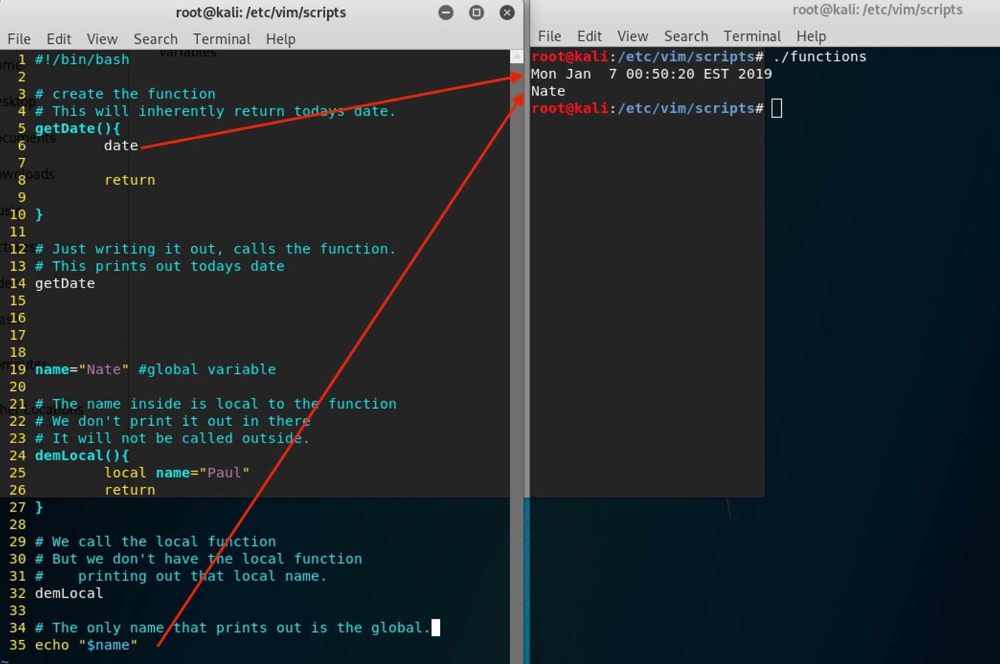 root@kali: /etc/vim/scripts
File Edit View Search Terminal Help
1 #!/bin/bash
2
3 # create the function
4 # This will inherently return todays date.
5 getDate(){
6 date
7
8 return
9
10 }
11
12 # Just writing it out, calls the function.
13 # This prints out todays date
14 getDate
15
16
17
18
19 name="Nate" #global variable
20
21 # The name inside is local to the function
22 # We don't print it out in there
23 # It will not be called outside.
24 demLocal(){
25 local name="Paul"
26 return
27 }
28
29 # We call the local function
30 # But we don't have the local function
31 # printing out that local name.
32 demLocal
33
34 # The only name that prints out is the global.
35 echo "$name"
~
root@kali: /etc/vim/scripts
File Edit View Search Terminal Help
root@kali:/etc/vim/scripts# ./functions
Mon Jan 7 00:50:20 EST 2019
Nate
root@kali:/etc/vim/scripts#
variables